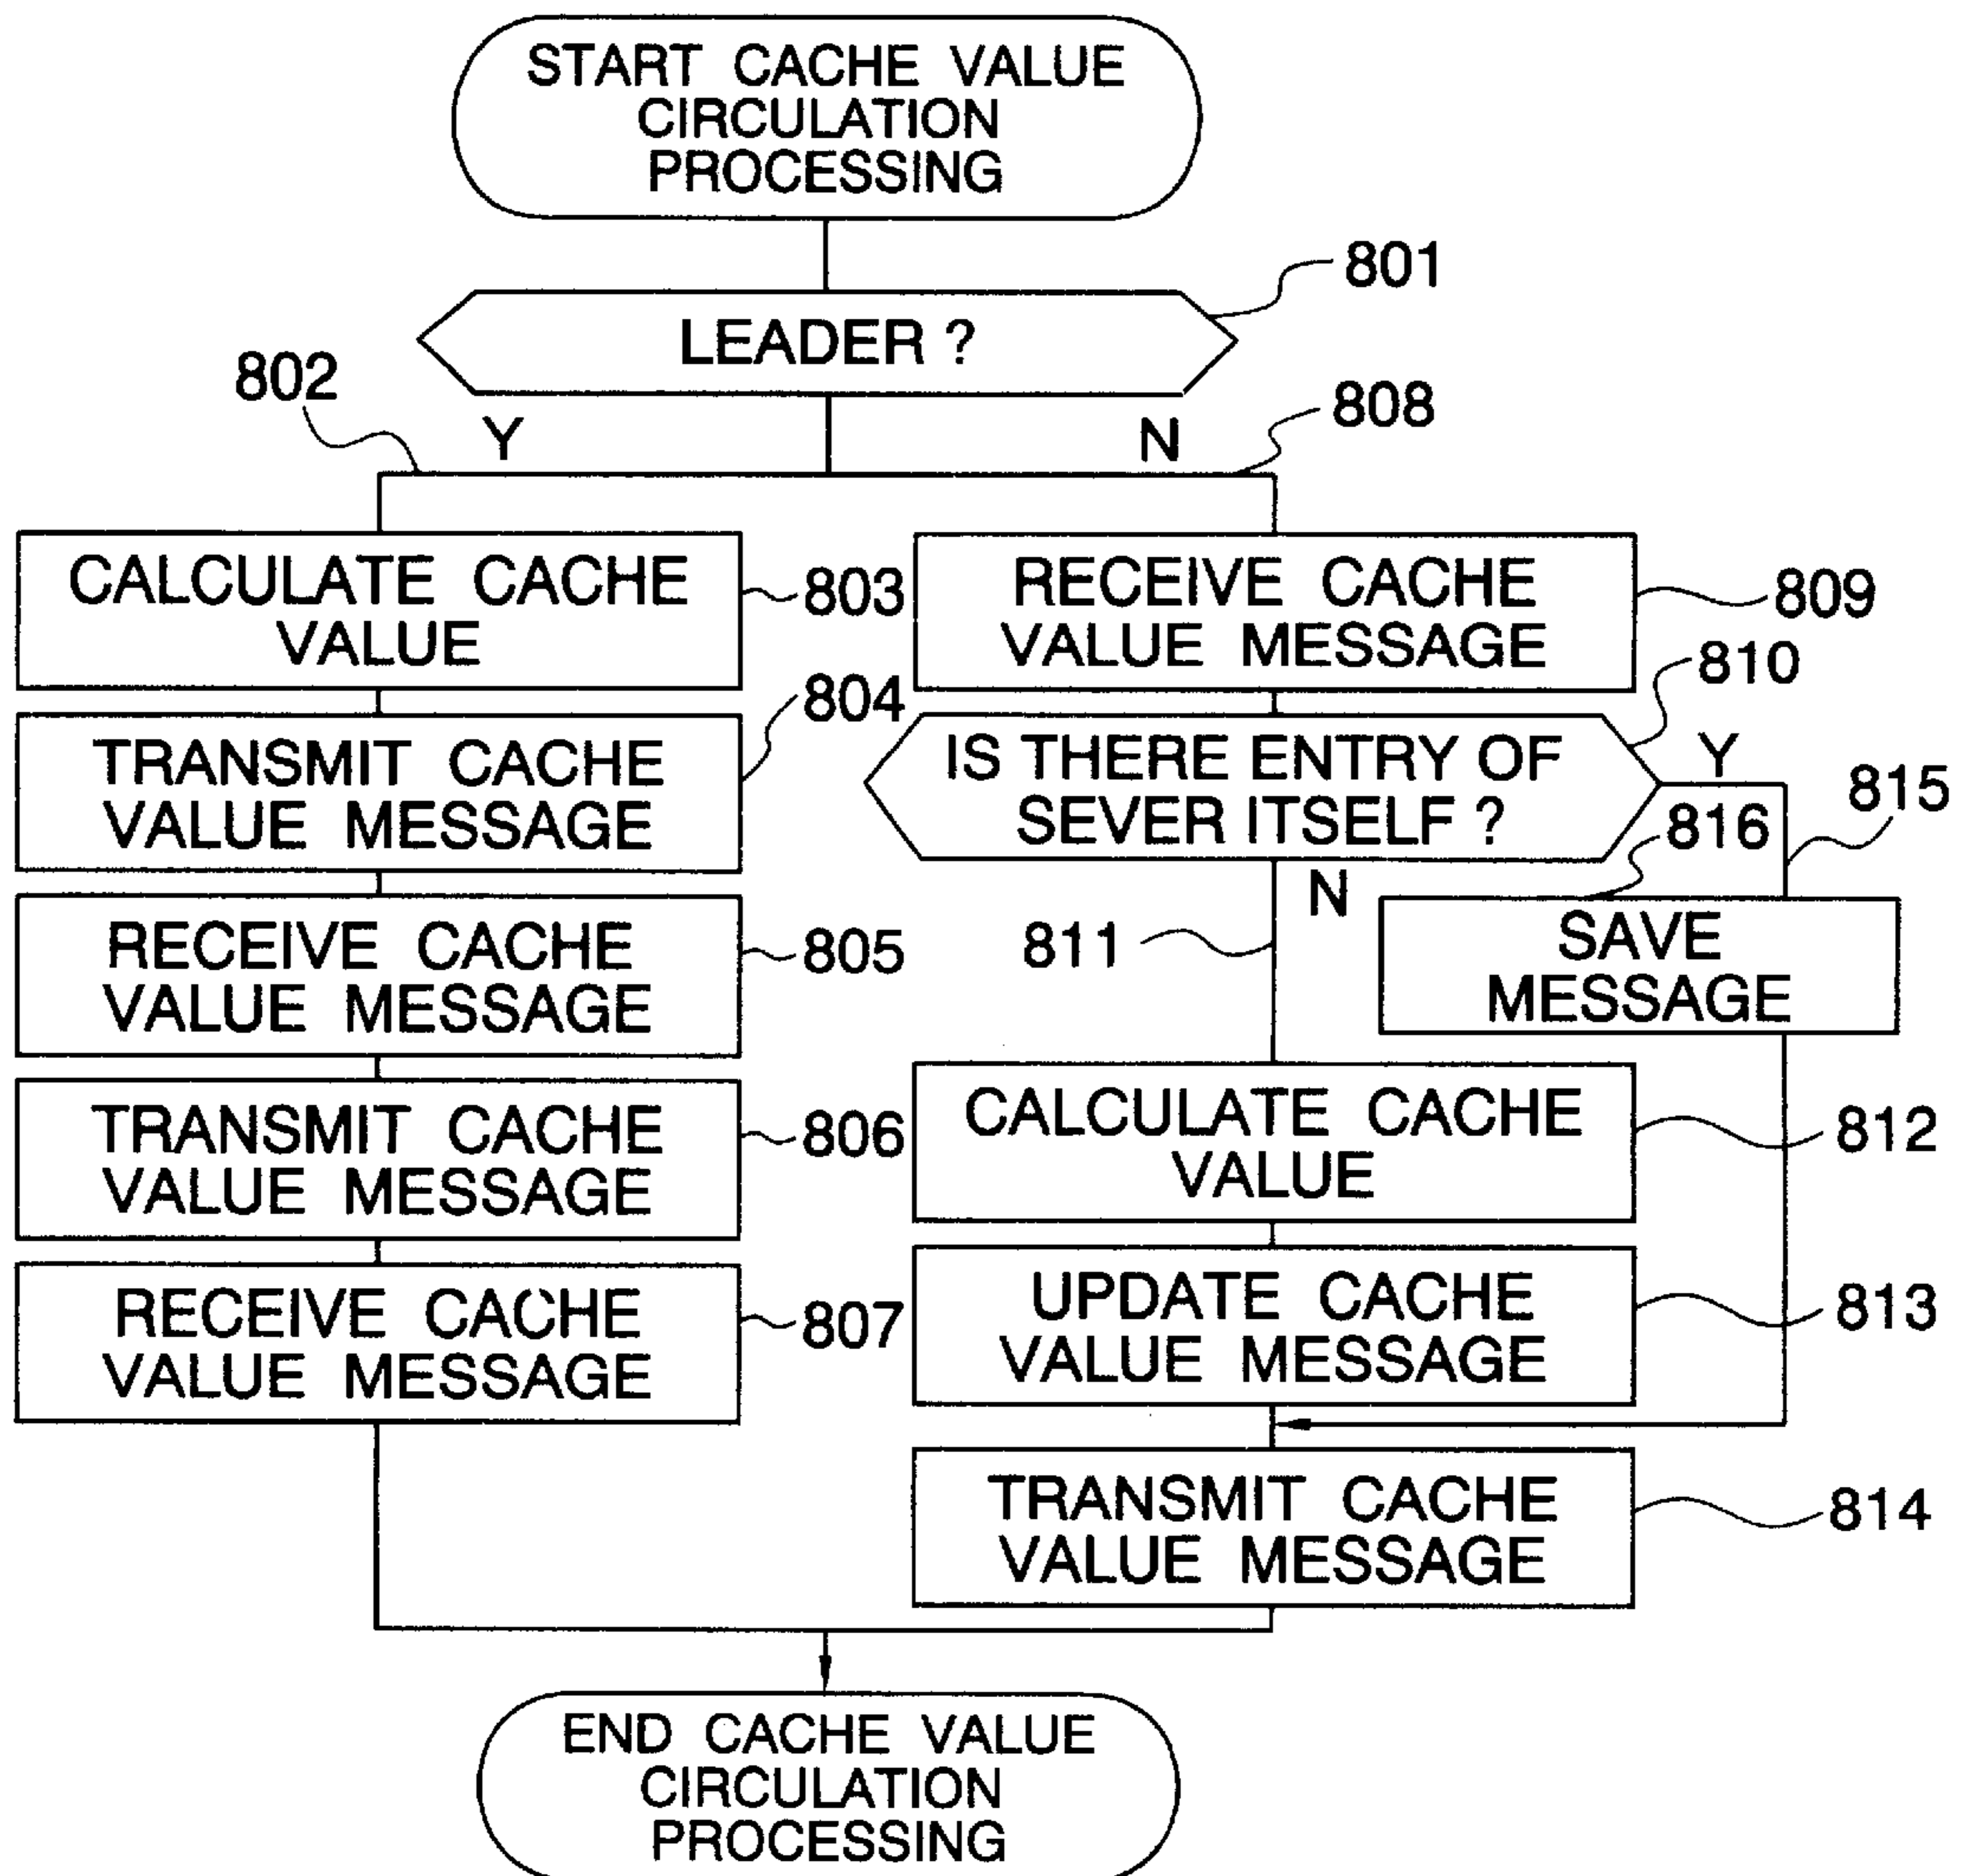 START CACHE VALUE
CIRCULATION
PROCESSING
801
LEADER ?
802
Y
N
808
CALCULATE CACHE
VALUE
803
TRANSMIT CACHE
VALUE MESSAGE
804
RECEIVE CACHE
VALUE MESSAGE
805
TRANSMIT CACHE
VALUE MESSAGE
806
RECEIVE CACHE
VALUE MESSAGE
807
RECEIVE CACHE
VALUE MESSAGE
809
810
IS THERE ENTRY OF
SEVER ITSELF ?
Y
815
816
N
811
SAVE
MESSAGE
CALCULATE CACHE
VALUE
812
UPDATE CACHE
VALUE MESSAGE
813
TRANSMIT CACHE
VALUE MESSAGE
814
END CACHE VALUE
CIRCULATION
PROCESSING